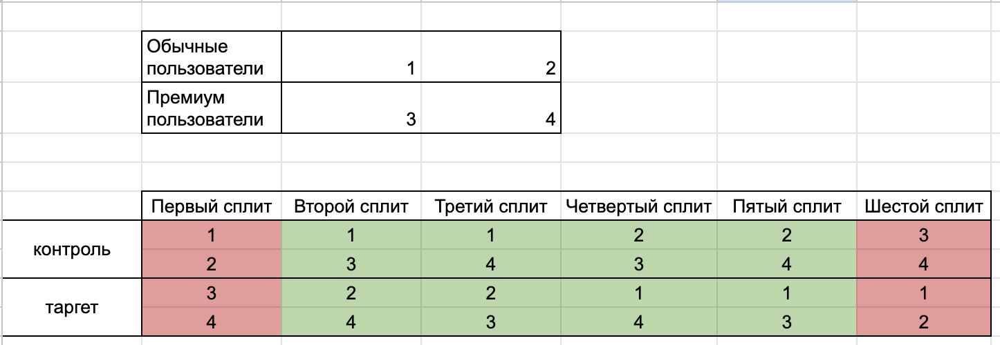 Обычные
пользователи 1 2
Премиум
пользователи 3 4
Первый сплит Второй сплит Третий сплит Четвертый сплит Пятый сплит Шестой сплит
контроль
1 1 1 2 2 3
2 3 4 3 4 4
таргет
3 2 2 1 1 1
4 4 3 4 3 2